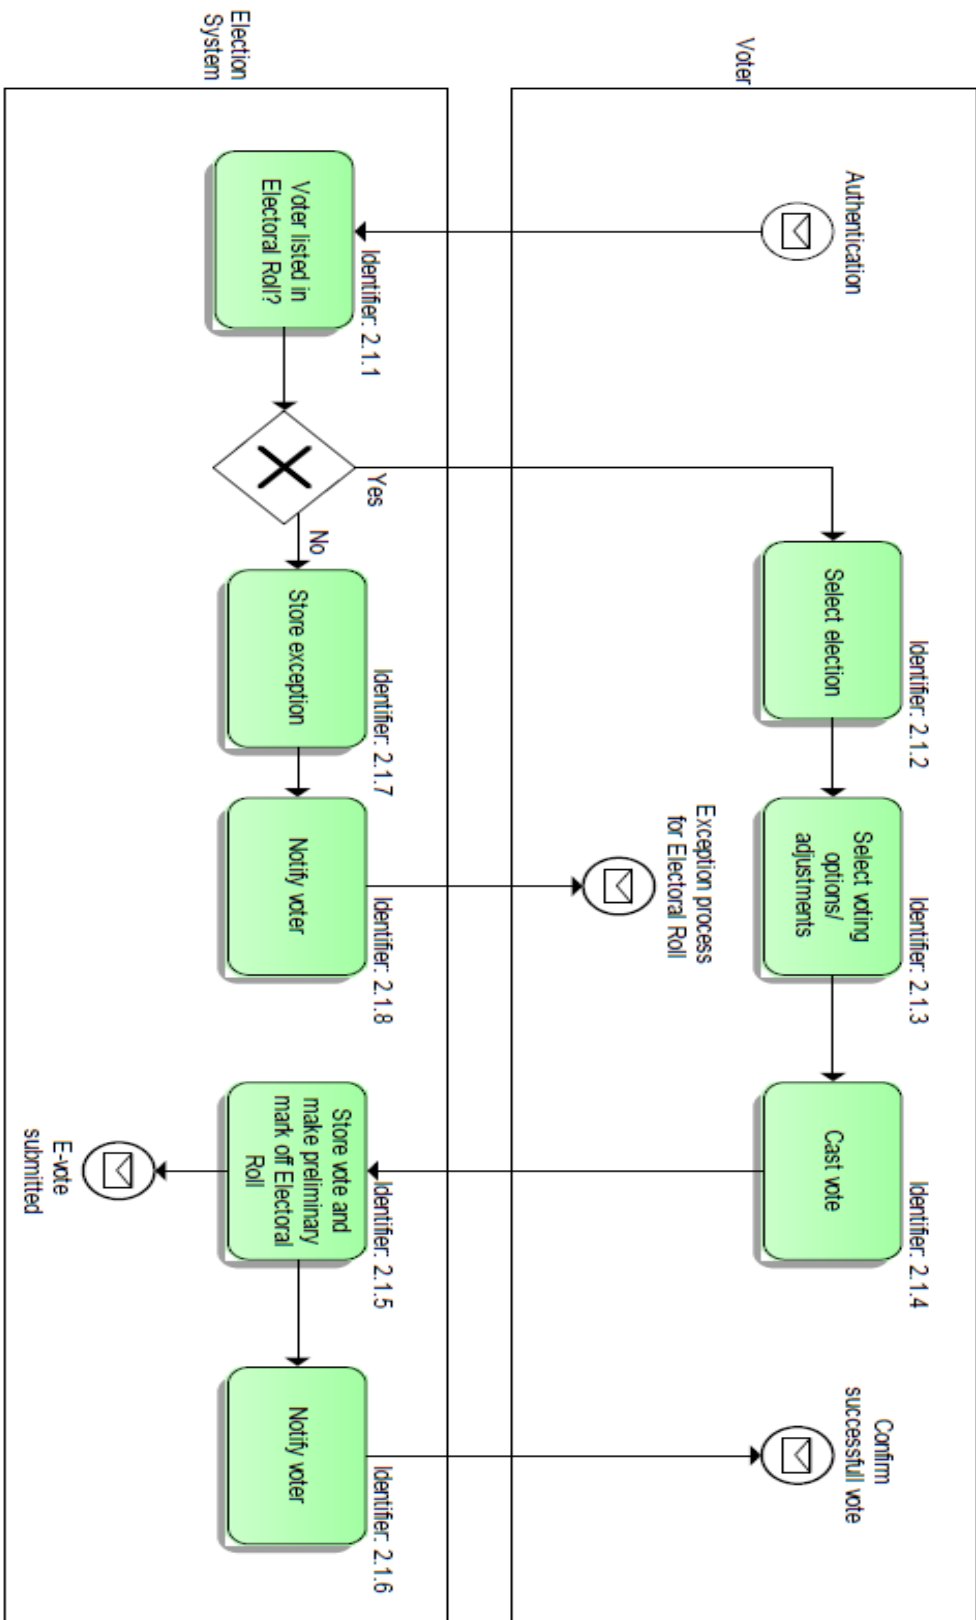 Voter
Authentication
Identifier: 2.1.2
Select election
Identifier: 2.1.3
Select voting
options/
adjustments
Identifier: 2.1.4
Cast vote
Confirm
successfull vote
Exception process
for Electoral Roll
Election
System
Identifier: 2.1.1
Voter listed in
Electoral Roll?
Yes
No
Identifier: 2.1.7
Store exception
Identifier: 2.1.8
Notify voter
Identifier: 2.1.5
Store vote and
make preliminary
mark off Electoral
Roll
Identifier: 2.1.6
Notify voter
E-vote
submitted